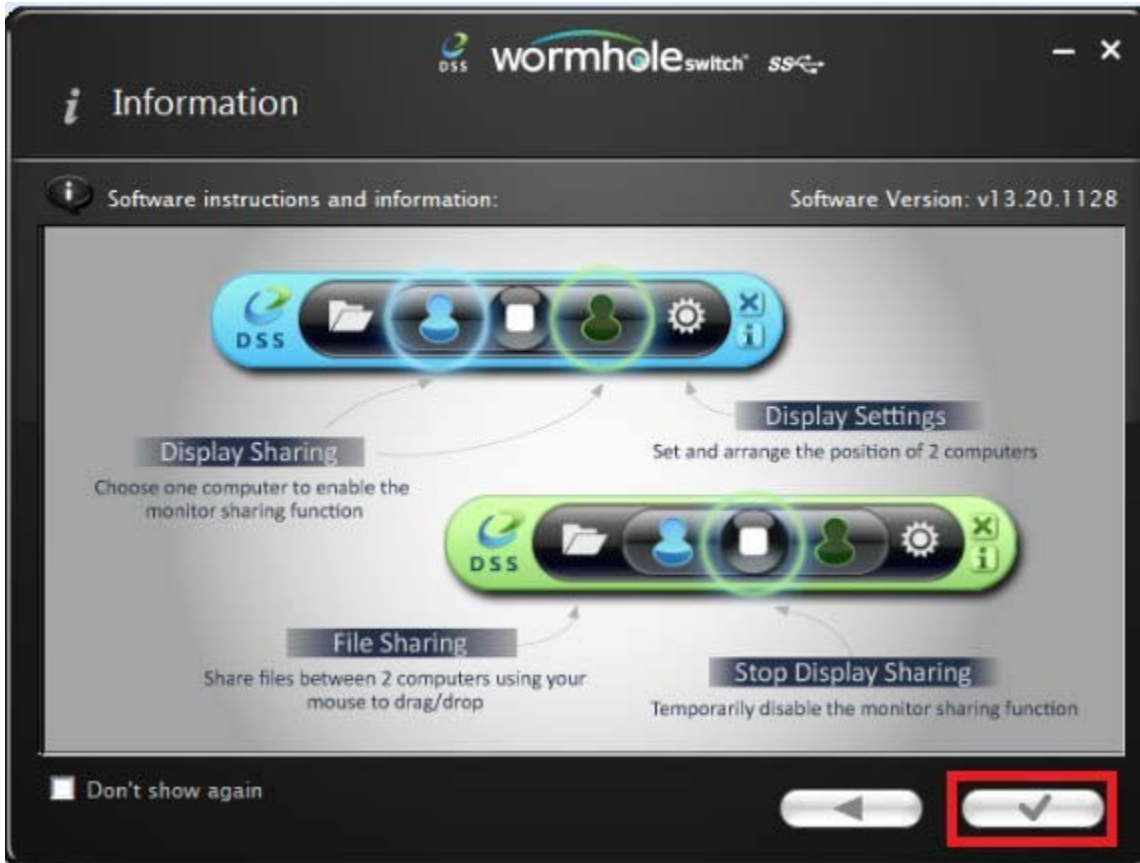 DSS wormhole switch™ SS
i Information
Software instructions and information:
Software Version: v13.20.1128
DSS
Display Sharing
Choose one computer to enable the
monitor sharing function
Display Settings
Set and arrange the position of 2 computers
DSS
File Sharing
Share files between 2 computers using your
mouse to drag/drop
Stop Display Sharing
Temporarily disable the monitor sharing function
Don't show again